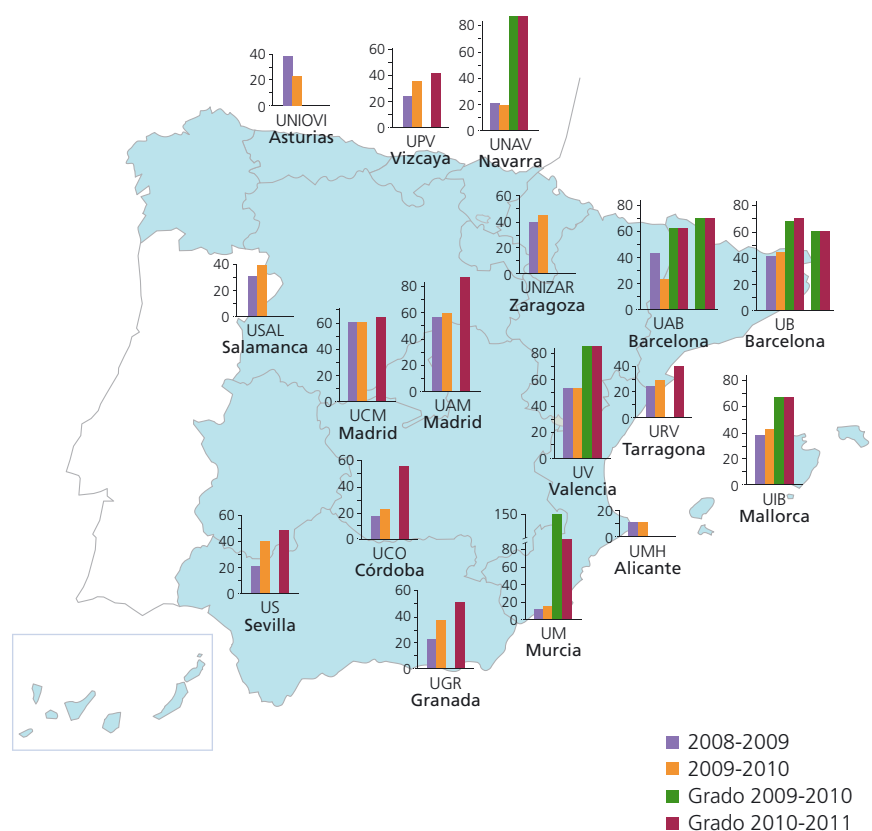 40
20
0
UNIOVI
Asturias
60
40
20
0
UPV
Vizcaya
80
60
40
20
0
UNAV
Navarra
60
40
20
0
UNIZAR
Zaragoza
80
60
40
20
0
UAB
Barcelona
80
60
40
20
0
UB
Barcelona
40
20
0
USAL
Salamanca
60
40
20
0
UCM
Madrid
80
60
40
20
0
UAM
Madrid
80
60
40
20
0
UV
Valencia
40
20
0
URV
Tarragona
80
60
40
20
0
UIB
Mallorca
60
40
20
0
UCO
Córdoba
20
0
UMH
Alicante
60
40
20
0
US
Sevilla
150
80
60
40
20
0
UM
Murcia
60
40
20
0
UGR
Granada
2008-2009
2009-2010
Grado 2009-2010
Grado 2010-2011